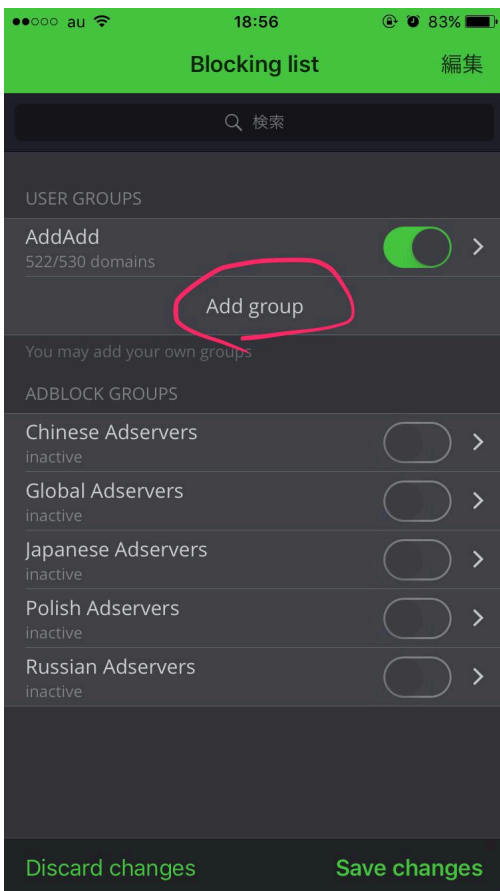 au 18:56 83%
Blocking list 編集
検索
USER GROUPS
AddAdd
522/530 domains
Add group
You may add your own groups
ADBLOCK GROUPS
Chinese Adservers
inactive
Global Adservers
inactive
Japanese Adservers
inactive
Polish Adservers
inactive
Russian Adservers
inactive
Discard changes Save changes